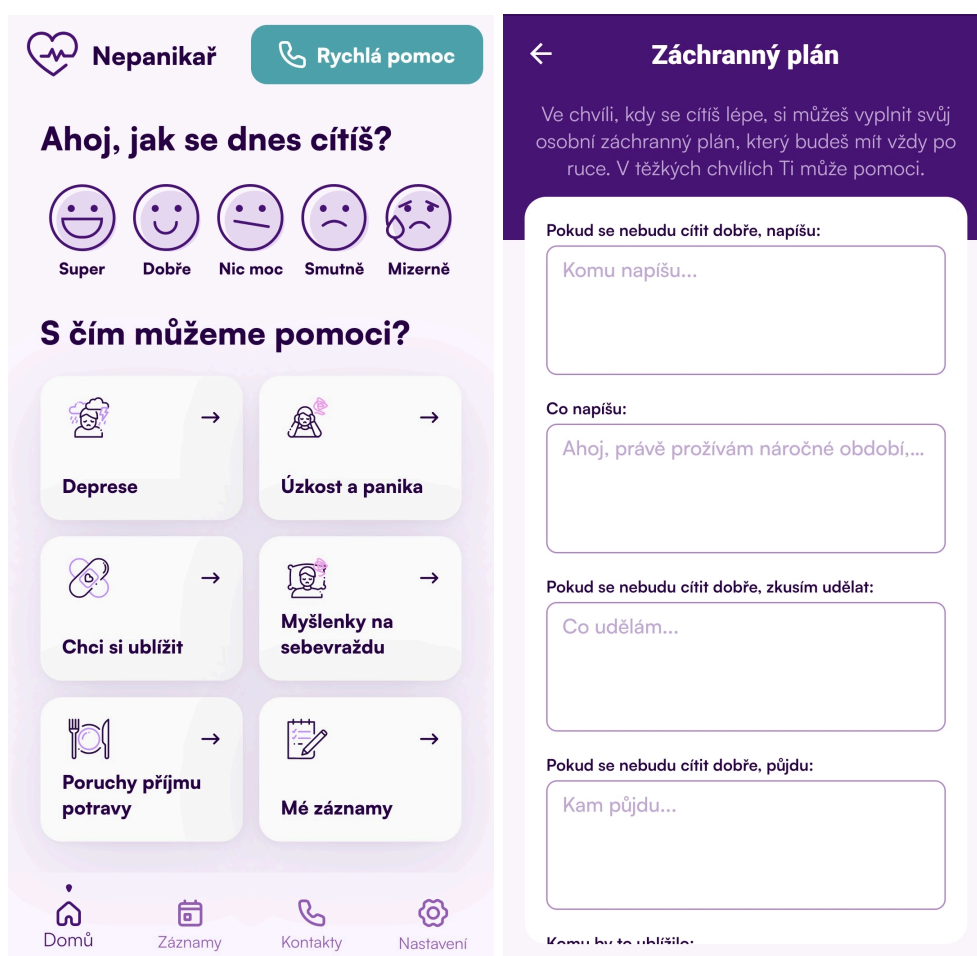 Nepanikař
Rychlá pomoc
Ahoj, jak se dnes cítíš?
Super
Dobře
Nic moc
Smutně
Mizerně
S čím můžeme pomoci?
Deprese
Úzkost a panika
Chci si ublížit
Myšlenky na
sebevraždu
Poruchy příjmu
potravy
Mé záznamy
Domů
Záznamy
Kontakty
Nastavení
Záchranný plán
Ve chvíli, kdy se cítíš lépe, si můžeš vyplnit svůj
osobní záchranný plán, který budeš mít vždy po
ruce. V těžkých chvílích Ti může pomoci.
Pokud se nebudu cítit dobře, napíšu:
Komu napíšu...
Co napíšu:
Ahoj, právě prožívám náročné období,...
Pokud se nebudu cítit dobře, zkusím udělat:
Co udělám...
Pokud se nebudu cítit dobře, půjdu:
Kam půjdu...
Komu by to ublížilo: